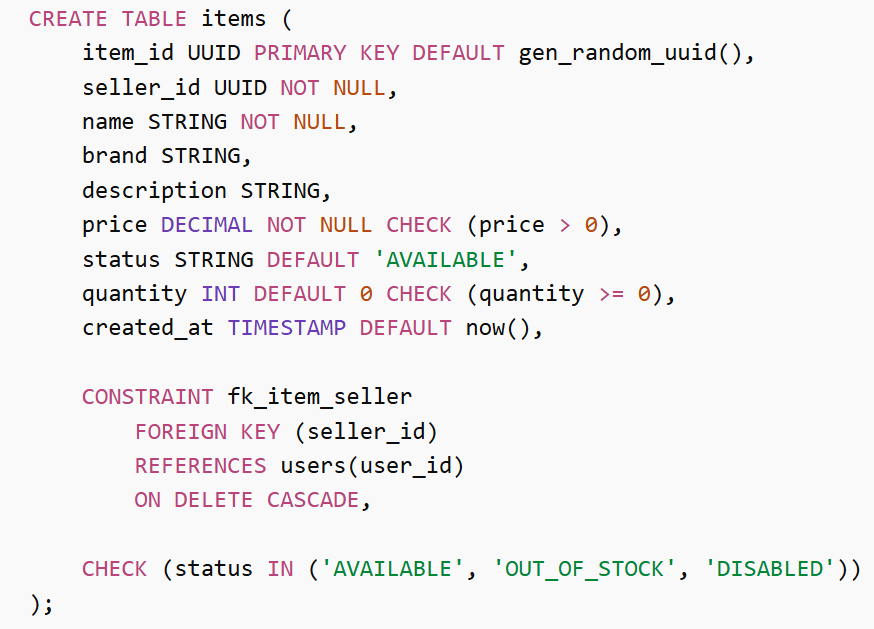 CREATE TABLE items (
    item_id UUID PRIMARY KEY DEFAULT gen_random_uuid(),
    seller_id UUID NOT NULL,
    name STRING NOT NULL,
    brand STRING,
    description STRING,
    price DECIMAL NOT NULL CHECK (price > 0),
    status STRING DEFAULT 'AVAILABLE',
    quantity INT DEFAULT 0 CHECK (quantity >= 0),
    created_at TIMESTAMP DEFAULT now(),

    CONSTRAINT fk_item_seller
        FOREIGN KEY (seller_id)
        REFERENCES users(user_id)
        ON DELETE CASCADE,

    CHECK (status IN ('AVAILABLE', 'OUT_OF_STOCK', 'DISABLED'))
);